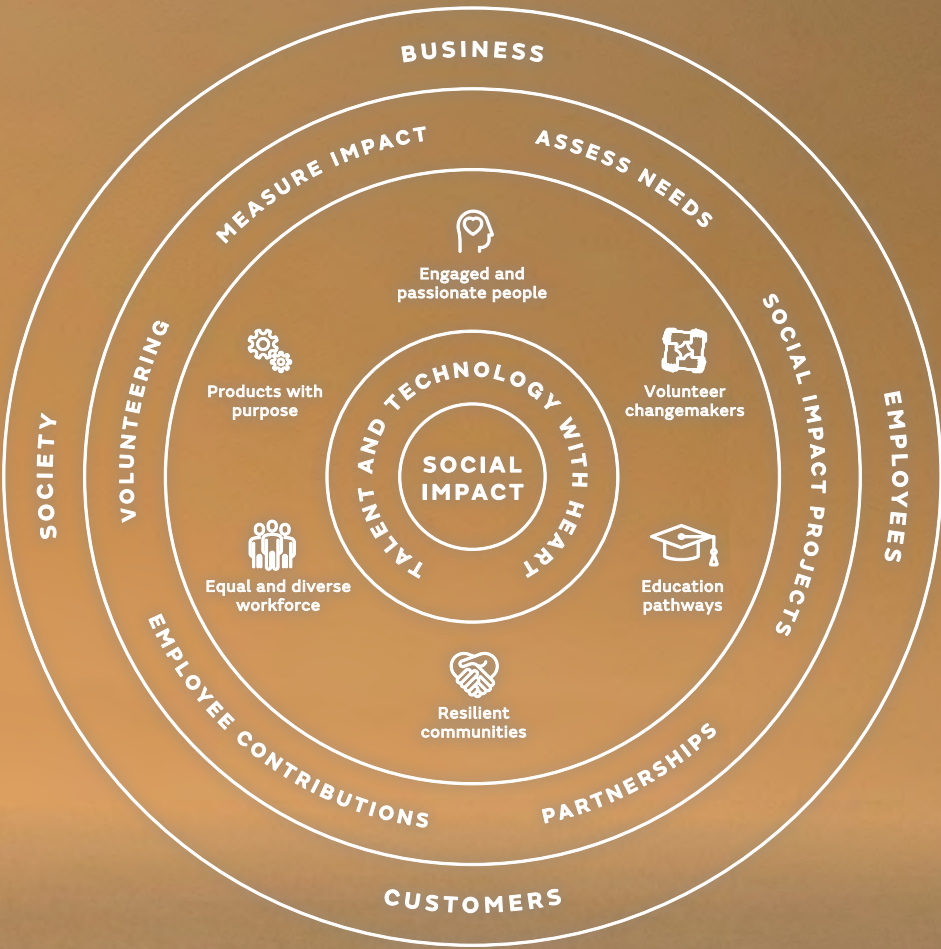 BUSINESS
MEASURE IMPACT
ASSESS NEEDS
Engaged and
passionate people
VOLUNTEERING
SOCIAL IMPACT PROJECTS
Products with
purpose
Volunteer
changemakers
TALENT AND TECHNOLOGY WITH HEART
SOCIETY
EMPLOYEES
SOCIAL
IMPACT
Equal and diverse
workforce
Education
pathways
EMPLOYEE CONTRIBUTIONS
PARTNERSHIPS
Resilient
communities
CUSTOMERS